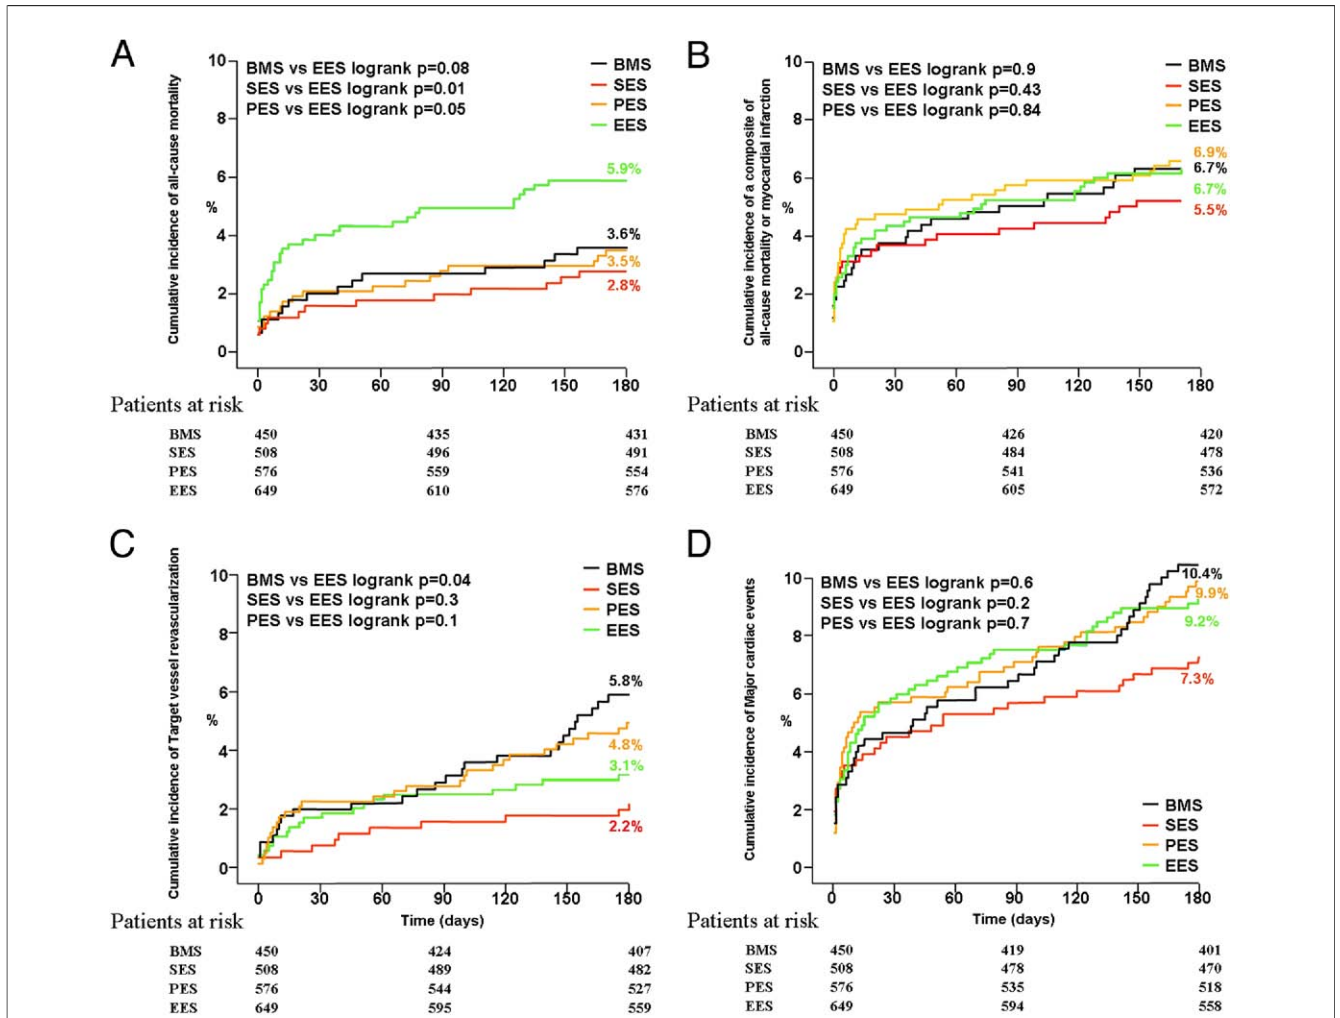 A
Cumulative incidence of all-cause mortality
%
10
8
6
4
2
0
BMS vs EES logrank p=0.08
SES vs EES logrank p=0.01
PES vs EES logrank p=0.05
BMS
SES
PES
EES
5.9%
3.6%
3.5%
2.8%
0 30 60 90 120 150 180
Patients at risk
BMS 450 435 431
SES 508 496 491
PES 576 559 554
EES 649 610 576
B
Cumulative incidence of a composite of
all-cause mortality or myocardial infarction
%
10
8
6
4
2
0
BMS vs EES logrank p=0.9
SES vs EES logrank p=0.43
PES vs EES logrank p=0.84
BMS
SES
PES
EES
6.9%
6.7%
6.7%
5.5%
0 30 60 90 120 150 180
Patients at risk
BMS 450 426 420
SES 508 484 478
PES 576 541 536
EES 649 605 572
C
Cumulative incidence of Target vessel revascularization
%
10
8
6
4
2
0
BMS vs EES logrank p=0.04
SES vs EES logrank p=0.3
PES vs EES logrank p=0.1
BMS
SES
PES
EES
5.8%
4.8%
3.1%
2.2%
0 30 60 90 120 150 180
Time (days)
Patients at risk
BMS 450 424 407
SES 508 489 482
PES 576 544 527
EES 649 595 559
D
Cumulative incidence of Major cardiac events
%
10
8
6
4
2
0
BMS vs EES logrank p=0.6
SES vs EES logrank p=0.2
PES vs EES logrank p=0.7
10.4%
9.9%
9.2%
7.3%
BMS
SES
PES
EES
0 30 60 90 120 150 180
Time (days)
Patients at risk
BMS 450 419 401
SES 508 478 470
PES 576 535 518
EES 649 594 558